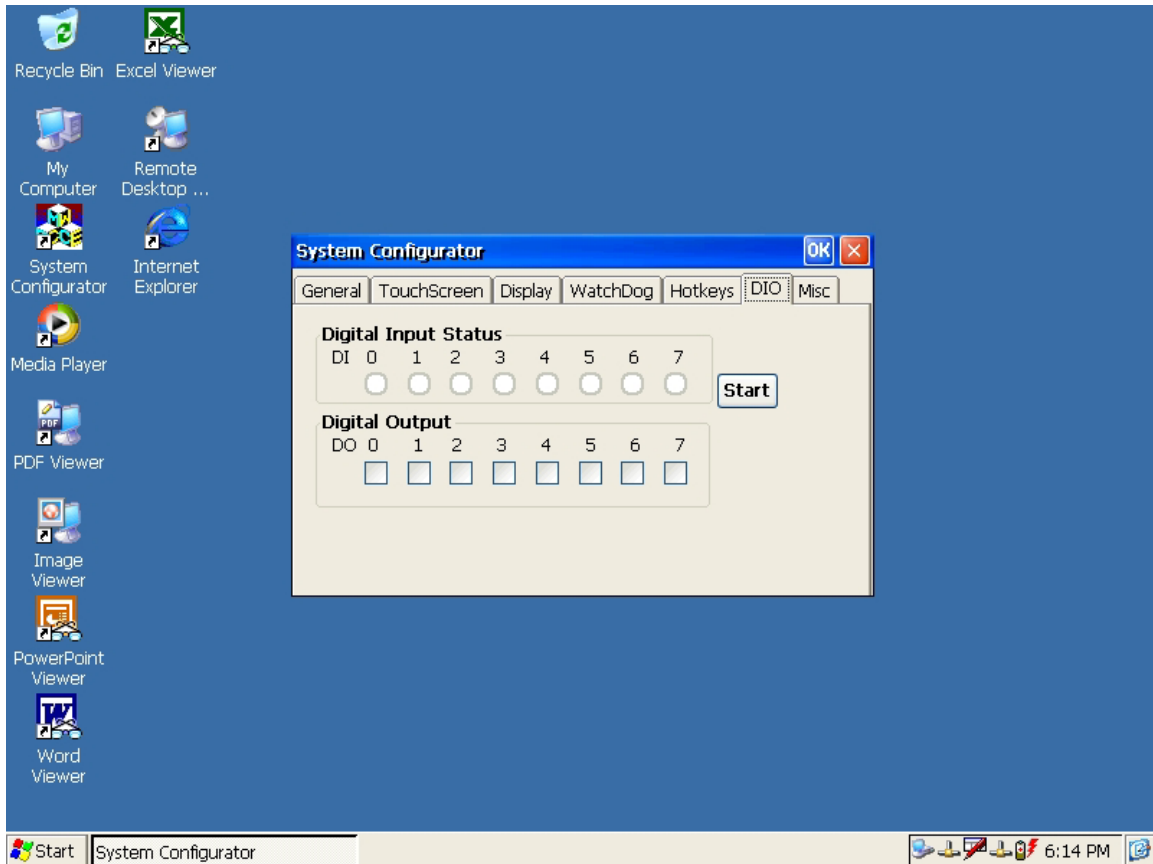 Recycle Bin
Excel Viewer
My
Computer
Remote
Desktop ...
System
Configurator
Internet
Explorer
Media Player
PDF
PDF Viewer
Image
Viewer
PowerPoint
Viewer
Word
Viewer
System Configurator
OK
General TouchScreen Display WatchDog Hotkeys DIO Misc
Digital Input Status
DI 0 1 2 3 4 5 6 7
Start
Digital Output
DO 0 1 2 3 4 5 6 7
Start
System Configurator
6:14 PM